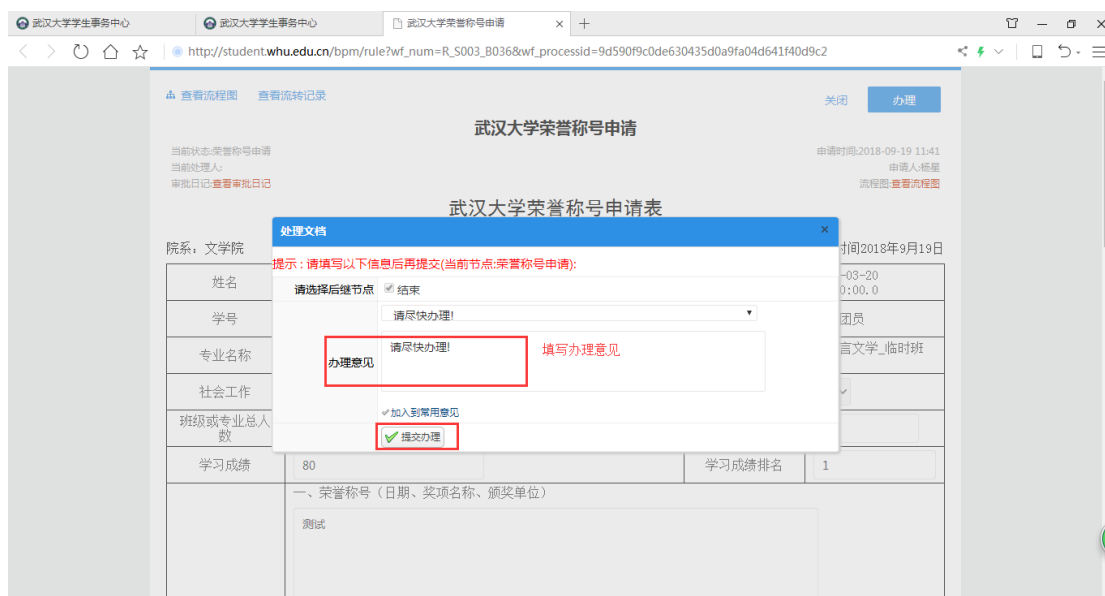 武汉大学学生事务中心
武汉大学学生事务中心
武汉大学荣誉称号申请
http://student.whu.edu.cn/bpm/rule?wf_num=R_S003_B036&wf_processid=9d590f9c0de630435d0a9fa04d641f40d9c2
查看流程图 查看流转记录
关闭 办理
武汉大学荣誉称号申请
当前状态:荣誉称号申请 申请时间:2018-09-19 11:41
当前处理人: 申请人:杨星
审批日记:查看审批日记 流程图:查看流程图
武汉大学荣誉称号申请表
处理文档 ×
院系：文学院 时间2018年9月19日
提示：请填写以下信息后再提交(当前节点:荣誉称号申请):
姓名 -03-20
:00.0
请选择后继节点 结束
学号 团员
请尽快办理!
专业名称 言文学_临时班
办理意见 请尽快办理! 填写办理意见
社会工作
加入到常用意见
班级或专业总人
数
提交办理
学习成绩 80 学习成绩排名 1
一、荣誉称号（日期、奖项名称、颁奖单位）
测试